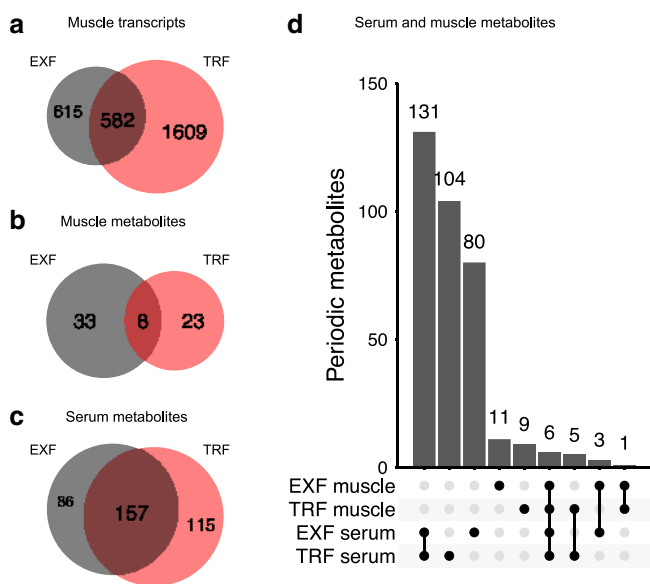 a
Muscle transcripts
EXF
TRF
615
582
1609
b
Muscle metabolites
EXF
TRF
33
8
23
c
Serum metabolites
EXF
TRF
86
157
115
d
Serum and muscle metabolites
Periodic metabolites
150
100
50
0
131
104
80
11
9
6
5
3
1
EXF muscle
TRF muscle
EXF serum
TRF serum